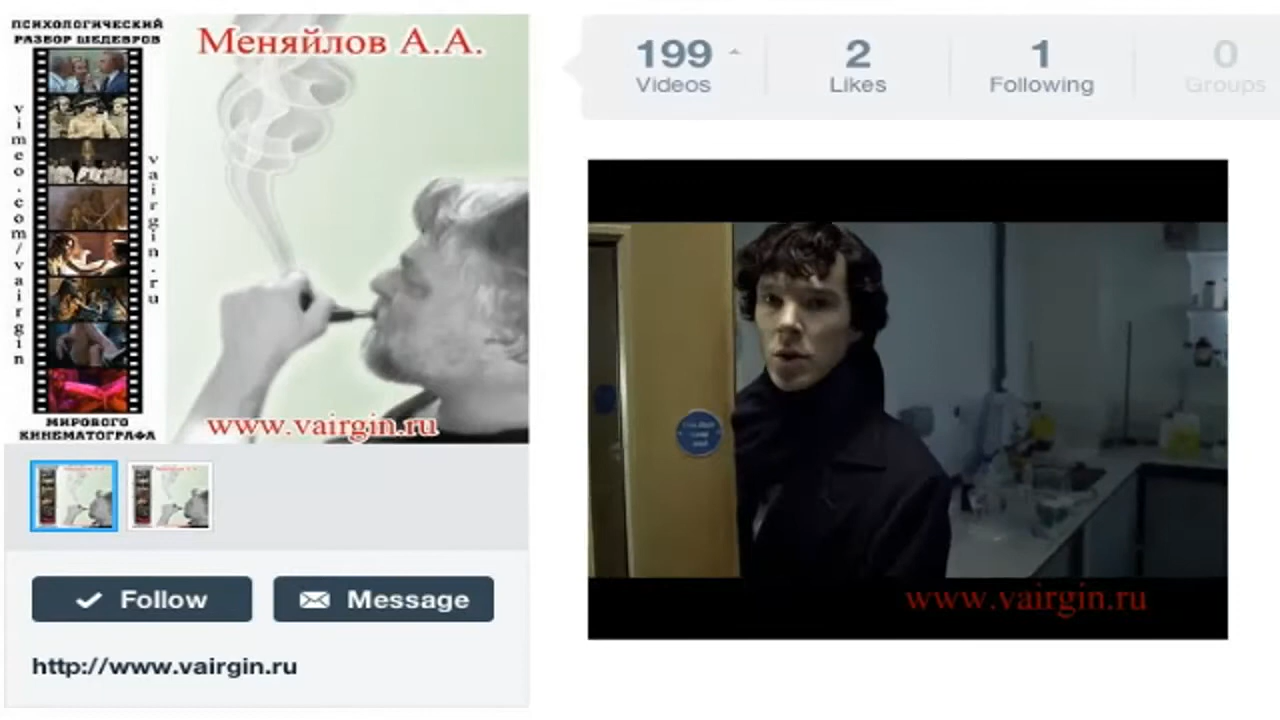 ПСИХОЛОГИЧЕСКИЙ
РАЗБОР ШЕДЕВРОВ
vimeo.com/vairgin
vairgin.ru
МИРОВОГО
КИНЕМАТОГРАФА
Меняйлов А.А.
www.vairgin.ru
199
Videos
2
Likes
1
Following
0
Groups
www.vairgin.ru
Follow
Message
http://www.vairgin.ru